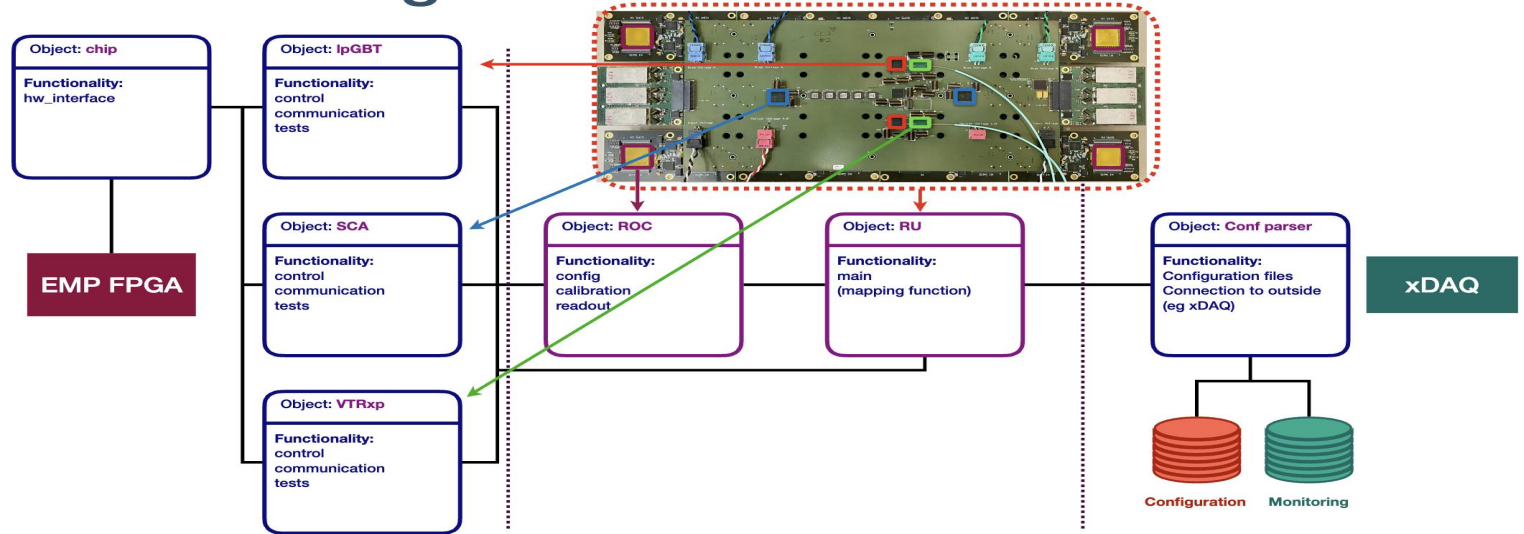 g
Object: chip
Functionality:
hw_interface
EMP FPGA
Object: lpGBT
Functionality:
control
communication
tests
Object: SCA
Functionality:
control
communication
tests
Object: VTRxp
Functionality:
control
communication
tests
Object: ROC
Functionality:
config
calibration
readout
Object: RU
Functionality:
main
(mapping function)
Object: Conf parser
Functionality:
Configuration files
Connection to outside
(eg xDAQ)
xDAQ
Configuration
Monitoring